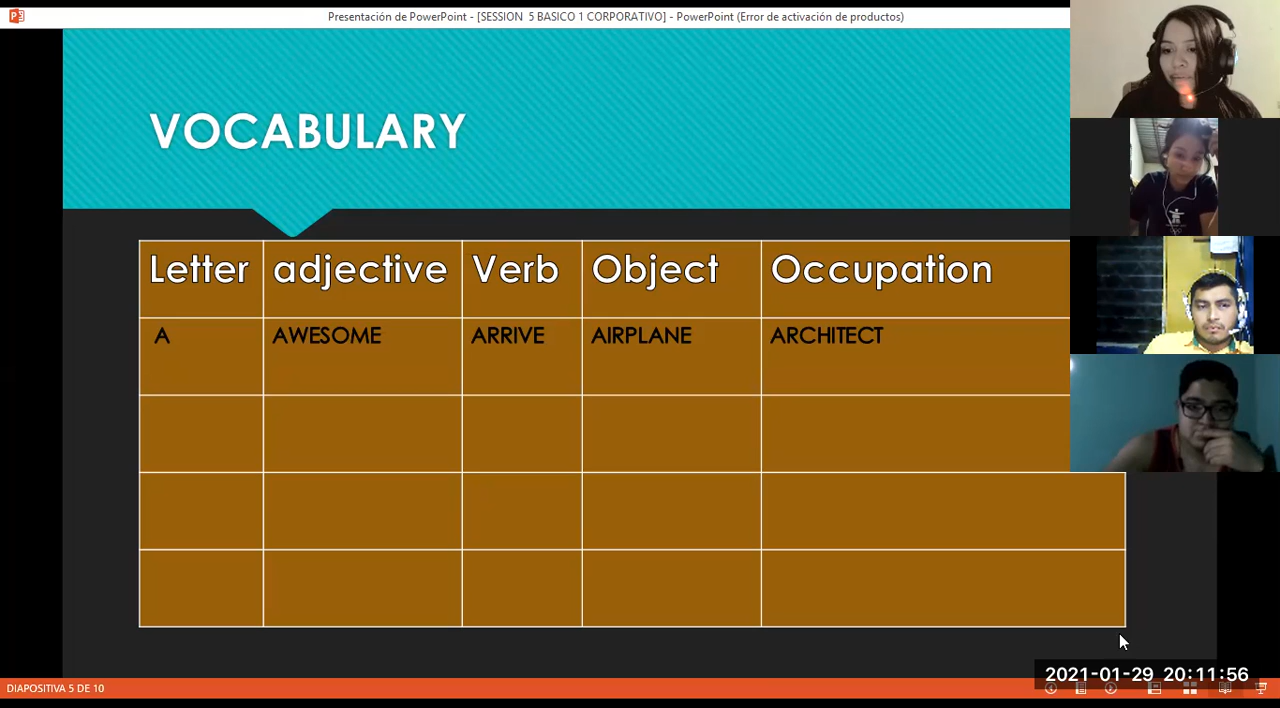 Presentación de PowerPoint - [SESSION 5 BASICO 1 CORPORATIVO] - PowerPoint (Error de activación de productos)
VOCABULARY
Letter adjective Verb Object Occupation
A AWESOME ARRIVE AIRPLANE ARCHITECT
2021-01-29 20:11:56
DIAPOSITIVA 5 DE 10